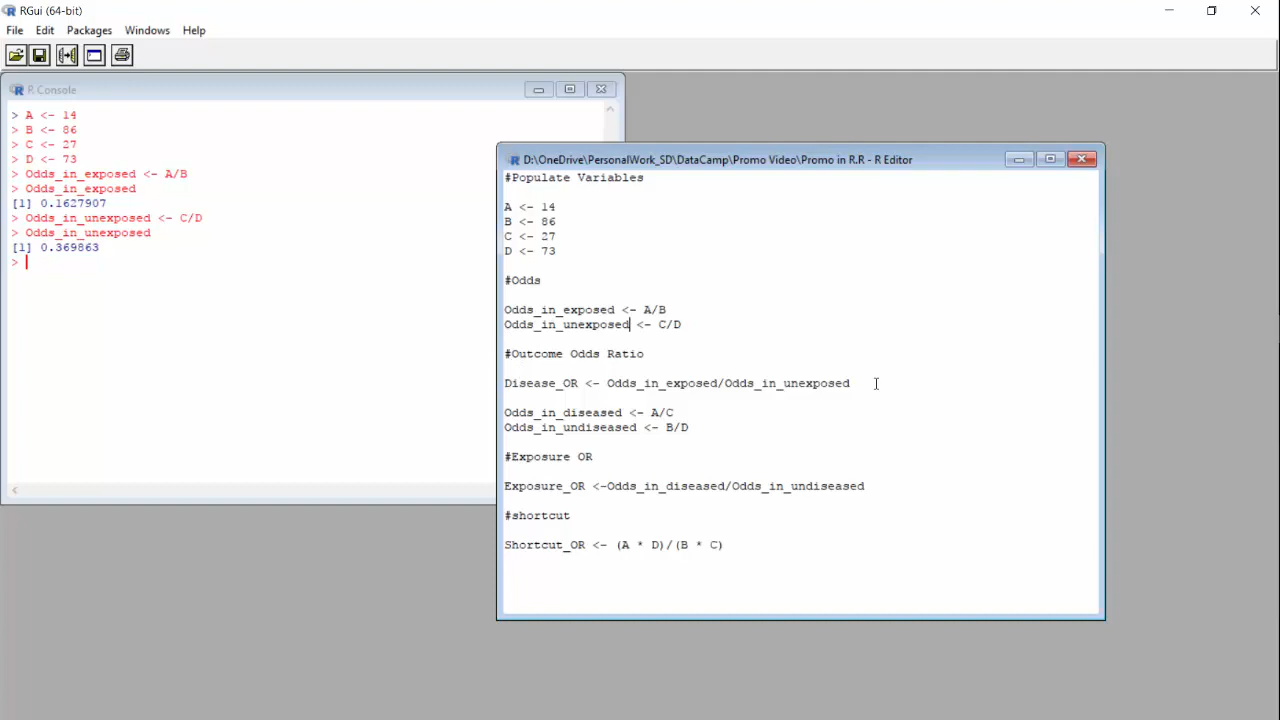 RGui (64-bit)
File Edit Packages Windows Help
R Console
> A <- 14
> B <- 86
> C <- 27
> D <- 73
> Odds_in_exposed <- A/B
> Odds_in_exposed
[1] 0.1627907
> Odds_in_unexposed <- C/D
> Odds_in_unexposed
[1] 0.369863
>
D:\OneDrive\PersonalWork_SD\DataCamp\Promo Video\Promo in R.R - R Editor
#Populate Variables
A <- 14
B <- 86
C <- 27
D <- 73
#Odds
Odds_in_exposed <- A/B
Odds_in_unexposed <- C/D
#Outcome Odds Ratio
Disease_OR <- Odds_in_exposed/Odds_in_unexposed
Odds_in_diseased <- A/C
Odds_in_undiseased <- B/D
#Exposure OR
Exposure_OR <-Odds_in_diseased/Odds_in_undiseased
#shortcut
Shortcut_OR <- (A * D)/(B * C)